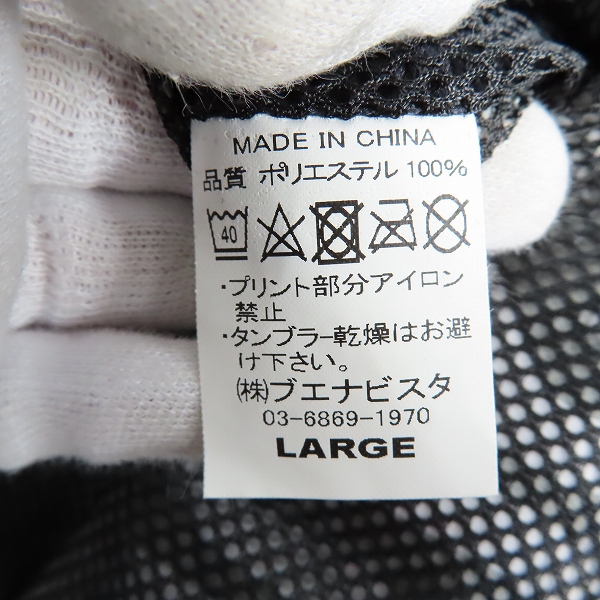 MADE IN CHINA
品質 ポリエステル 100%
40
・プリント部分アイロン
禁止
・タンブラー乾燥はお避
け下さい。
㈱ブエナビスタ
03-6869-1970
LARGE